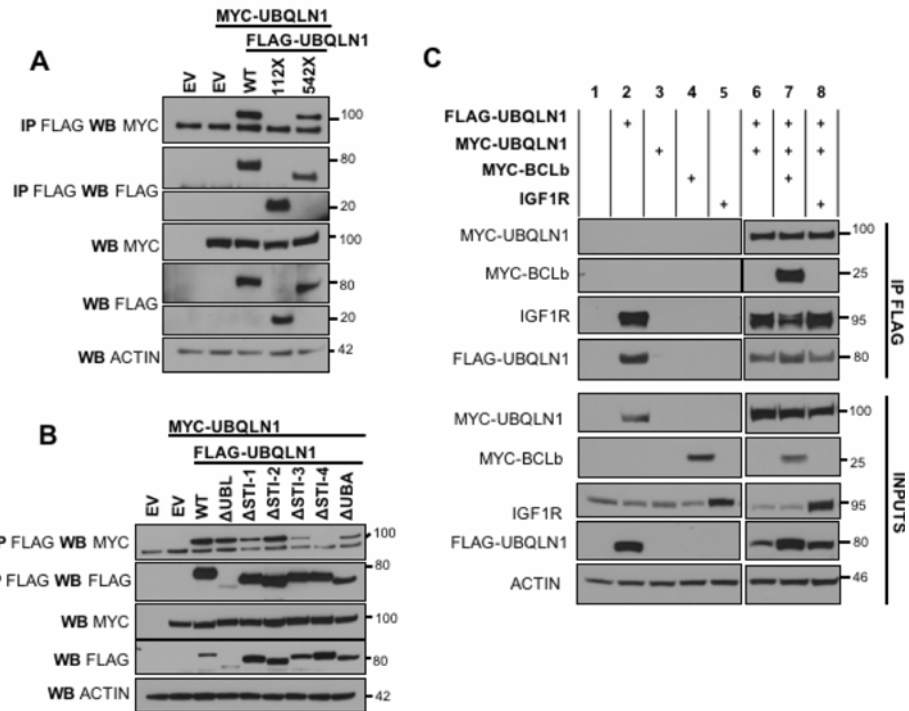 A
MYC-UBQLN1
FLAG-UBQLN1
EV EV WT 112X 542X
IP FLAG WB MYC
100
IP FLAG WB FLAG
80
20
WB MYC
100
WB FLAG
80
20
WB ACTIN
42
B
MYC-UBQLN1
FLAG-UBQLN1
EV EV WT ΔUBL ΔSTI-1 ΔSTI-2 ΔSTI-3 ΔSTI-4 ΔUBA
P FLAG WB MYC
100
P FLAG WB FLAG
80
WB MYC
100
WB FLAG
80
WB ACTIN
42
C
1 2 3 4 5 6 7 8
FLAG-UBQLN1 + + + +
MYC-UBQLN1 + + + +
MYC-BCLb + +
IGF1R + +
MYC-UBQLN1 100
MYC-BCLb 25
IGF1R 95
FLAG-UBQLN1 80
IP FLAG
MYC-UBQLN1 100
MYC-BCLb 25
IGF1R 95
FLAG-UBQLN1 80
ACTIN 46
INPUTS